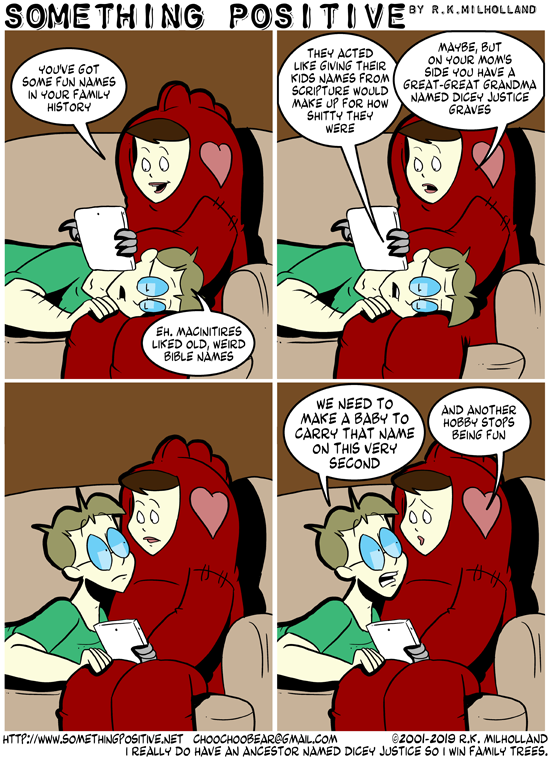 SOMETHING POSITIVE BY R.K.MILHOLLAND
YOU'VE GOT
SOME FUN NAMES
IN YOUR FAMILY
HISTORY
EH. MACINITIRES
LIKED OLD, WEIRD
BIBLE NAMES
THEY ACTED
LIKE GIVING THEIR
KIDS NAMES FROM
SCRIPTURE WOULD
MAKE UP FOR HOW
SHITTY THEY
WERE
MAYBE, BUT
ON YOUR MOM'S
SIDE YOU HAVE A
GREAT-GREAT GRANDMA
NAMED DICEY JUSTICE
GRAVES
WE NEED TO
MAKE A BABY TO
CARRY THAT NAME
ON THIS VERY
SECOND
AND ANOTHER
HOBBY STOPS
BEING FUN
HTTP://WWW.SOMETHINGPOSITIVE.NET CHOOCHOOBEAR@GMAIL.COM ©2001-2019 R.K. MILHOLLAND
I REALLY DO HAVE AN ANCESTOR NAMED DICEY JUSTICE SO I WIN FAMILY TREES.